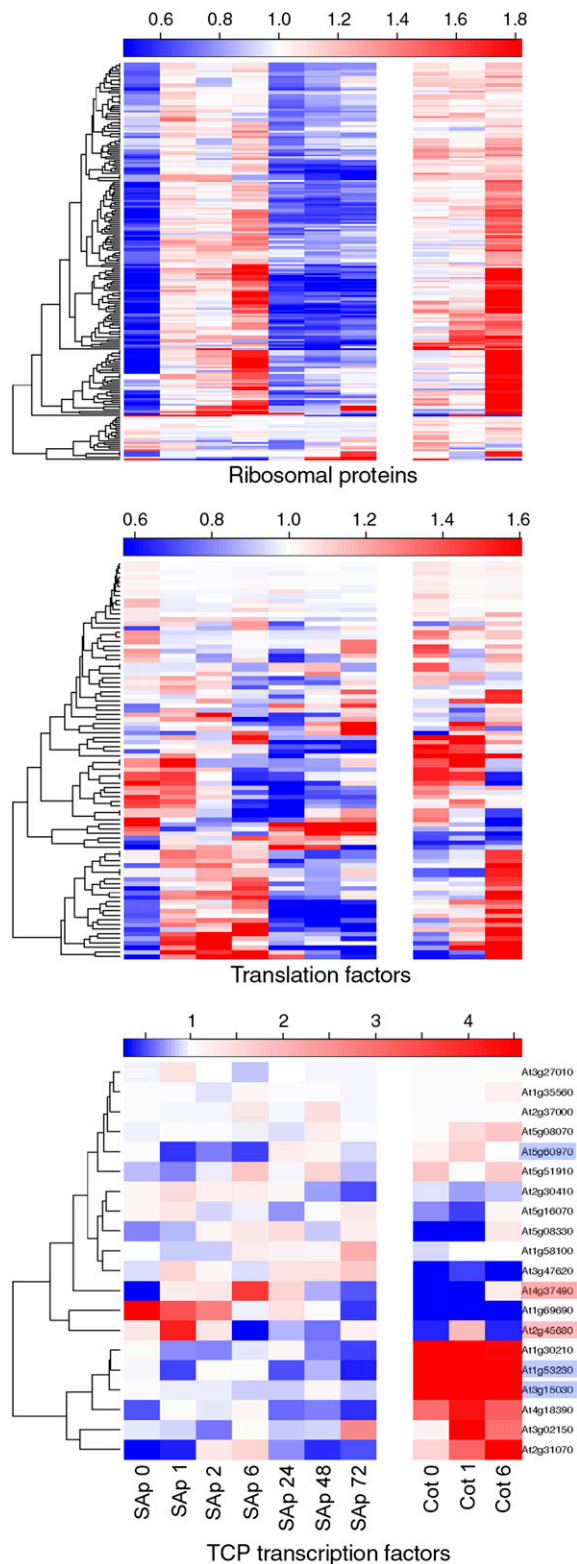 0.6 0.8 1.0 1.2 1.4 1.6 1.8
Ribosomal proteins
0.6 0.8 1.0 1.2 1.4 1.6
Translation factors
1 2 3 4
At3g27010
At1g35560
At2g37000
At5g08070
At5g60970
At5g51910
At2g30410
At5g16070
At5g08330
At1g58100
At3g47620
At4g37490
At1g69690
At2g45680
At1g30210
At1g53230
At3g15030
At4g18390
At3g02150
At2g31070
SAp 0 SAp 1 SAp 2 SAp 6 SAp 24 SAp 48 SAp 72 Cot 0 Cot 1 Cot 6
TCP transcription factors